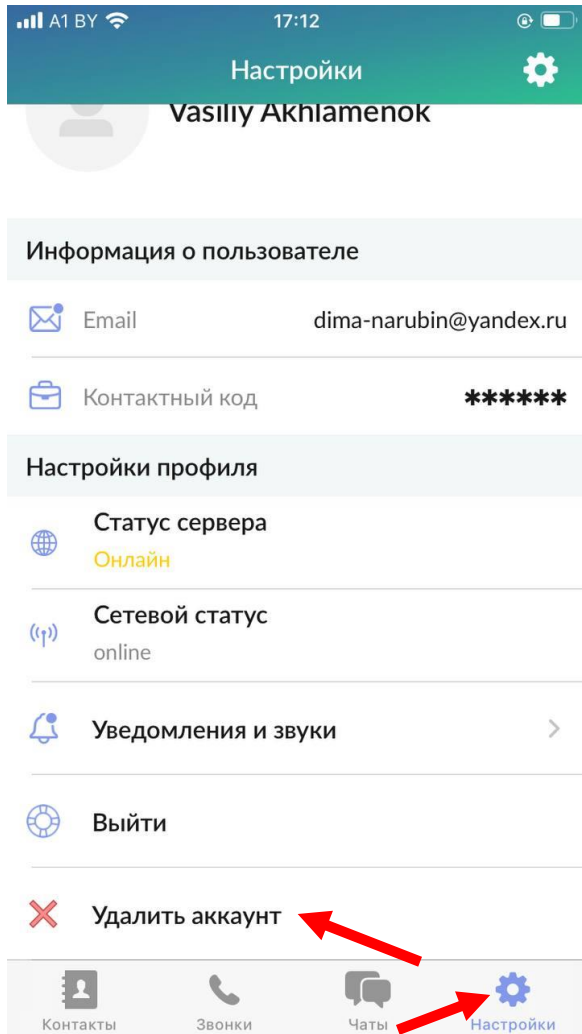 A1 BY 17:12
Настройки
Vasiliy Akhlamenok
Информация о пользователе
Email dima-narubin@yandex.ru
Контактный код ******
Настройки профиля
Статус сервера
Онлайн
Сетевой статус
online
Уведомления и звуки
Выйти
Удалить аккаунт
Контакты Звонки Чаты Настройки